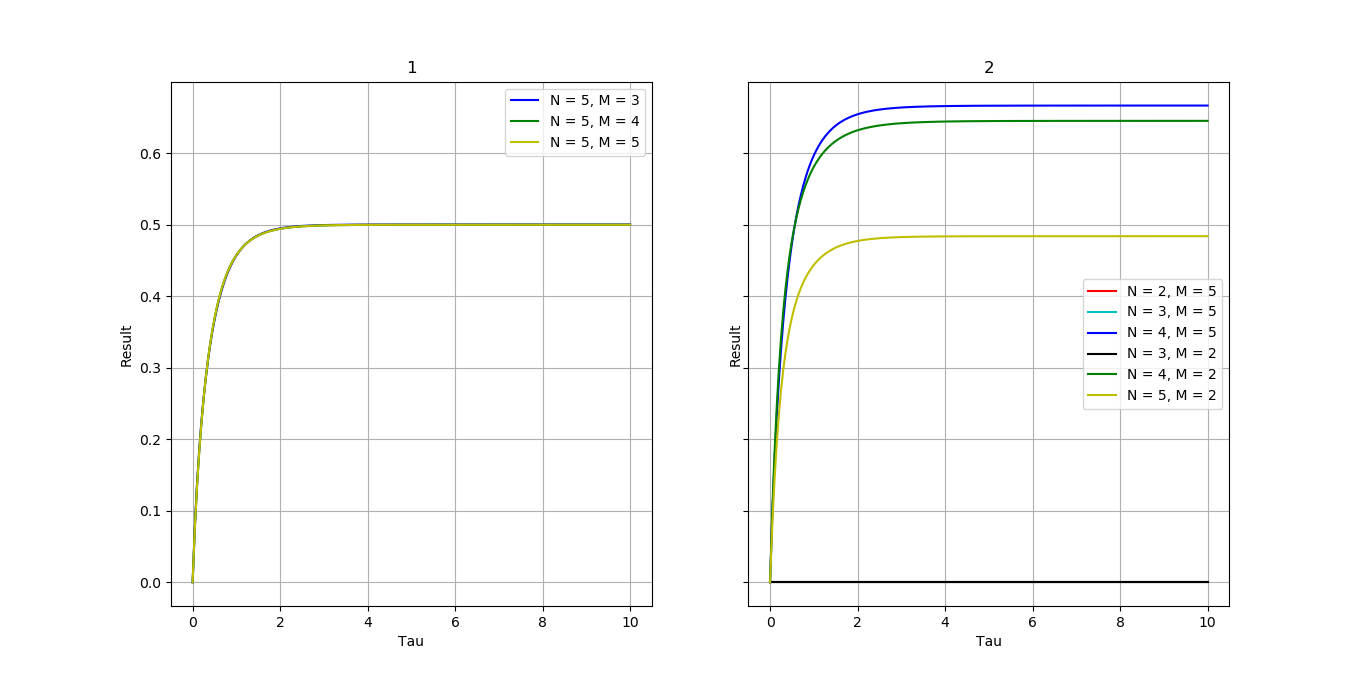 1
N = 5, M = 3
N = 5, M = 4
N = 5, M = 5
0.6
0.5
0.4
0.3
0.2
0.1
0.0
Result
0 2 4 6 8 10
Tau
2
N = 2, M = 5
N = 3, M = 5
N = 4, M = 5
N = 3, M = 2
N = 4, M = 2
N = 5, M = 2
Result
0 2 4 6 8 10
Tau